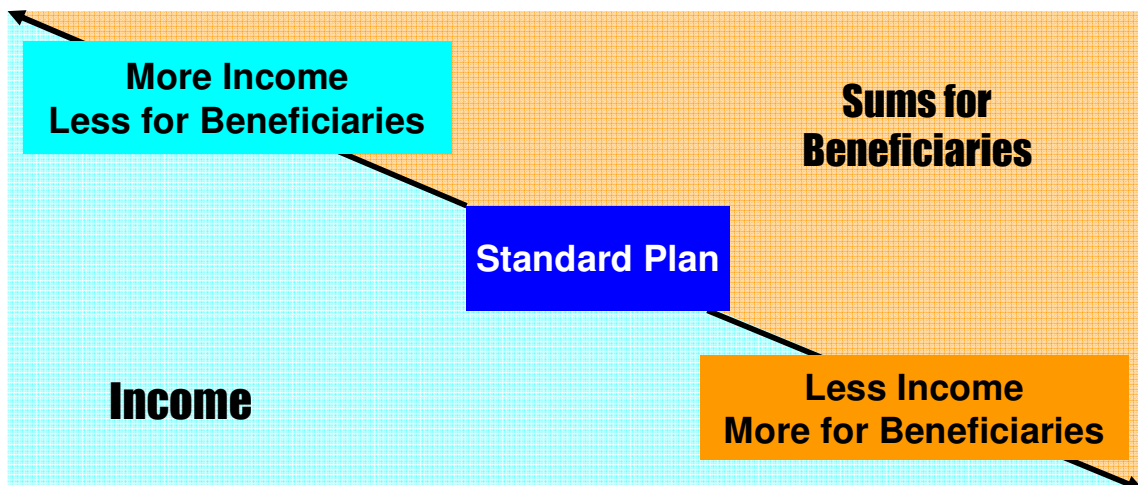 More Income
Less for Beneficiaries
Sums for
Beneficiaries
Standard Plan
Income
Less Income
More for Beneficiaries